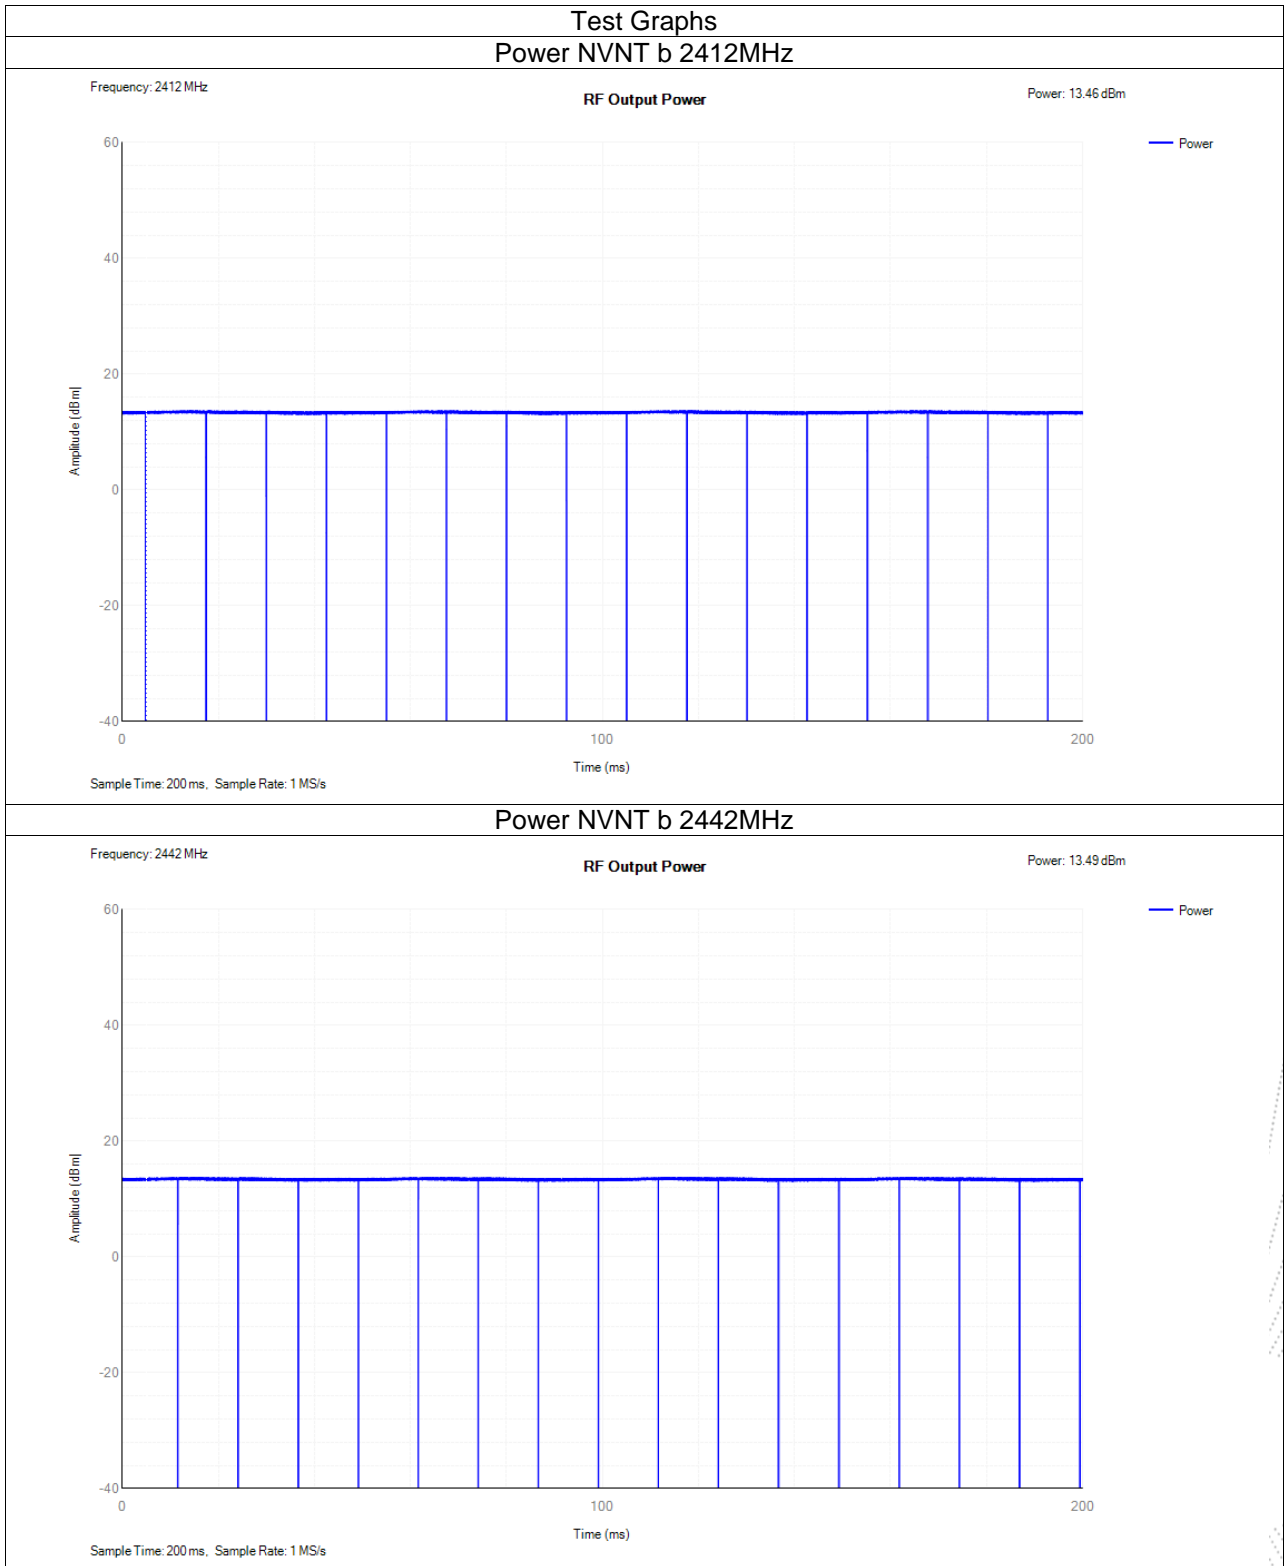 Test Graphs
Power NVNT b 2412MHz
Frequency: 2412 MHz
RF Output Power
Power: 13.46 dBm
Power
60
40
20
0
-20
-40
Amplitude (dBm)
0
100
200
Time (ms)
Sample Time: 200 ms, Sample Rate: 1 MS/s
Power NVNT b 2442MHz
Frequency: 2442 MHz
RF Output Power
Power: 13.49 dBm
Power
60
40
20
0
-20
-40
Amplitude (dBm)
0
100
200
Time (ms)
Sample Time: 200 ms, Sample Rate: 1 MS/s